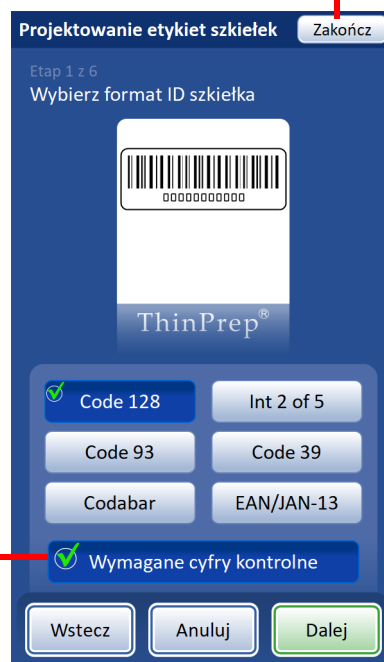 Projektowanie etykiet szkiełek Zakończ
Etap 1 z 6
Wybierz format ID szkiełka
00000000000
ThinPrep®
Code 128 Int 2 of 5
Code 93 Code 39
Codabar EAN/JAN-13
Wymagane cyfry kontrolne
Wstecz Anuluj Dalej